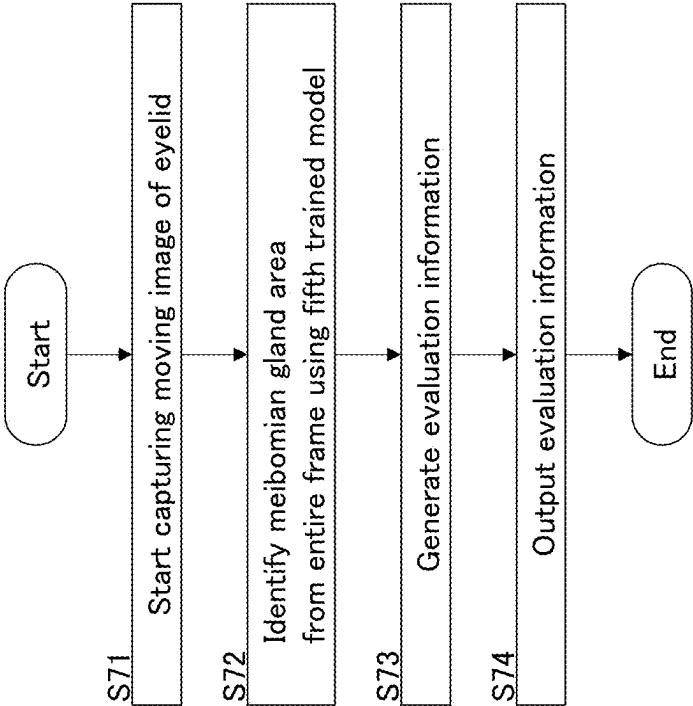 Start
S71
Start capturing moving image of eyelid
S72
Identify meibomian gland area
from entire frame using fifth trained model
S73
Generate evaluation information
S74
Output evaluation information
End